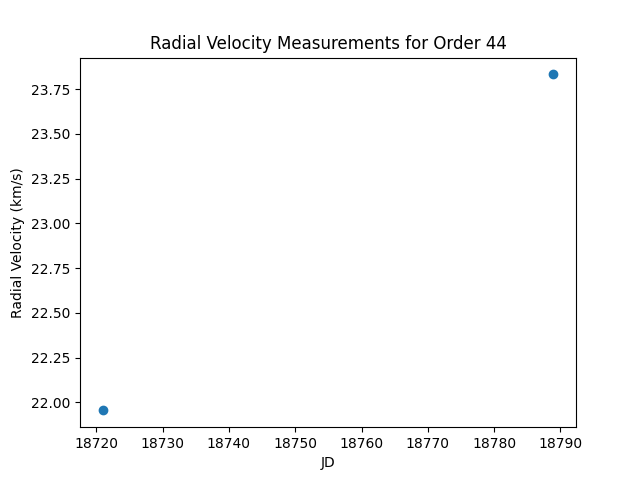 Radial Velocity Measurements for Order 44
Radial Velocity (km/s)
23.75
23.50
23.25
23.00
22.75
22.50
22.25
22.00
18720 18730 18740 18750 18760 18770 18780 18790
JD